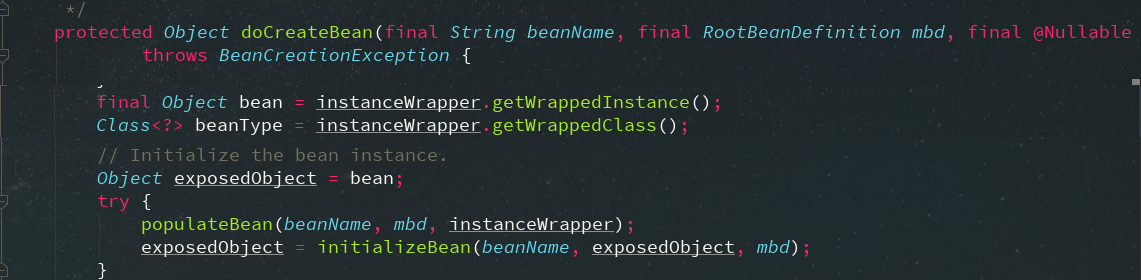 */
protected Object doCreateBean(final String beanName, final RootBeanDefinition mbd, final @Nullable
throws BeanCreationException {
final Object bean = instanceWrapper.getWrappedInstance();
Class<?> beanType = instanceWrapper.getWrappedClass();
// Initialize the bean instance.
Object exposedObject = bean;
try {
populateBean(beanName, mbd, instanceWrapper);
exposedObject = initializeBean(beanName, exposedObject, mbd);
}